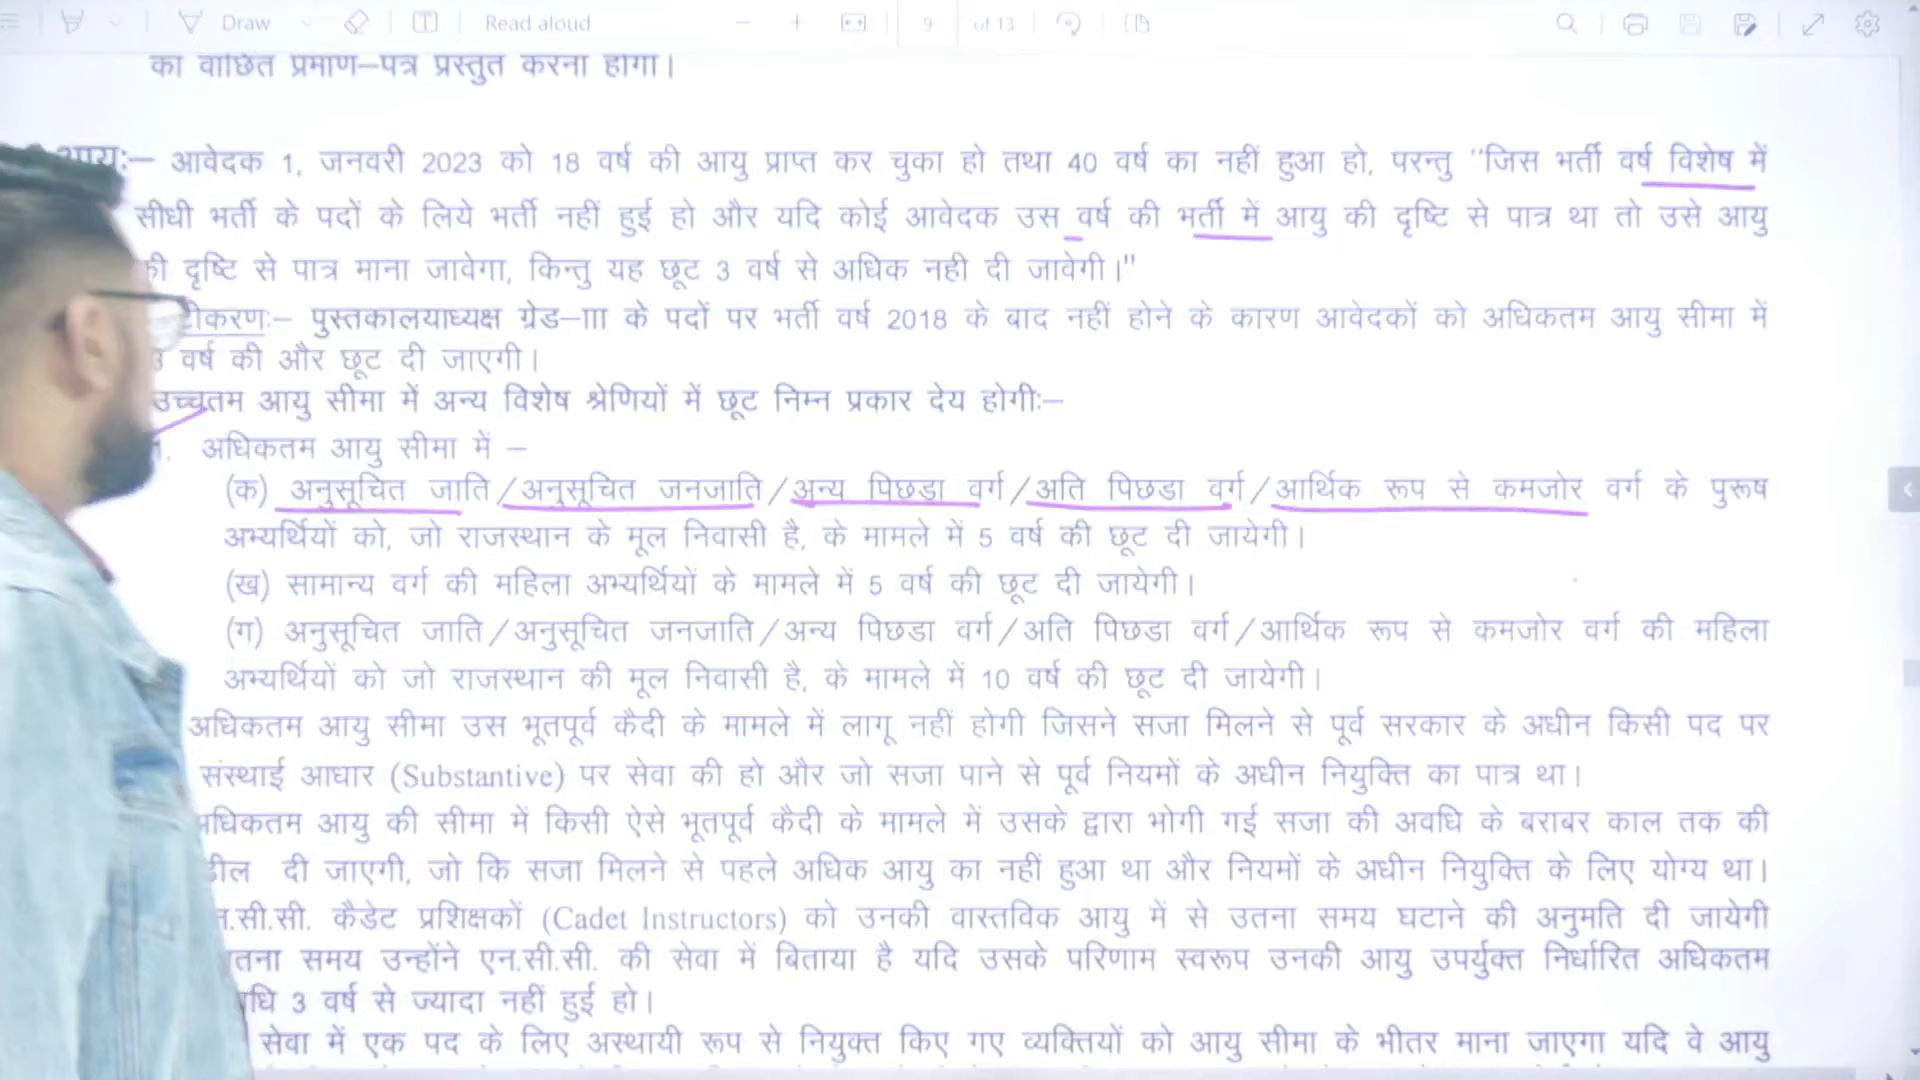 Draw Read aloud 9 of 13
का वांछित प्रमाण–पत्र प्रस्तुत करना होगा।
आयुः– आवेदक 1, जनवरी 2023 को 18 वर्ष की आयु प्राप्त कर चुका हो तथा 40 वर्ष का नहीं हुआ हो, परन्तु "जिस भर्ती वर्ष विशेष में
सीधी भर्ती के पदों के लिये भर्ती नहीं हुई हो और यदि कोई आवेदक उस वर्ष की भर्ती में आयु की दृष्टि से पात्र था तो उसे आयु
की दृष्टि से पात्र माना जावेगा, किन्तु यह छूट 3 वर्ष से अधिक नही दी जावेगी।"
पुस्तकालयाध्यक्ष ग्रेड–III के पदों पर भर्ती वर्ष 2018 के बाद नहीं होने के कारण आवेदकों को अधिकतम आयु सीमा में
3 वर्ष की और छूट दी जाएगी।
उच्चतम आयु सीमा में अन्य विशेष श्रेणियों में छूट निम्न प्रकार देय होगीः–
अधिकतम आयु सीमा में –
(क) अनुसूचित जाति/अनुसूचित जनजाति/अन्य पिछडा वर्ग/अति पिछडा वर्ग/आर्थिक रूप से कमजोर वर्ग के पुरूष
अभ्यर्थियों को, जो राजस्थान के मूल निवासी है, के मामले में 5 वर्ष की छूट दी जायेगी।
(ख) सामान्य वर्ग की महिला अभ्यर्थियों के मामले में 5 वर्ष की छूट दी जायेगी।
(ग) अनुसूचित जाति/अनुसूचित जनजाति/अन्य पिछडा वर्ग/अति पिछडा वर्ग/आर्थिक रूप से कमजोर वर्ग की महिला
अभ्यर्थियों को जो राजस्थान की मूल निवासी है, के मामले में 10 वर्ष की छूट दी जायेगी।
अधिकतम आयु सीमा उस भूतपूर्व कैदी के मामले में लागू नहीं होगी जिसने सजा मिलने से पूर्व सरकार के अधीन किसी पद पर
संस्थाई आधार (Substantive) पर सेवा की हो और जो सजा पाने से पूर्व नियमों के अधीन नियुक्ति का पात्र था।
अधिकतम आयु की सीमा में किसी ऐसे भूतपूर्व कैदी के मामले में उसके द्वारा भोगी गई सजा की अवधि के बराबर काल तक की
दी जाएगी, जो कि सजा मिलने से पहले अधिक आयु का नहीं हुआ था और नियमों के अधीन नियुक्ति के लिए योग्य था।
सी.सी. कैडेट प्रशिक्षकों (Cadet Instructors) को उनकी वास्तविक आयु में से उतना समय घटाने की अनुमति दी जायेगी
समय उन्होंने एन.सी.सी. की सेवा में बिताया है यदि उसके परिणाम स्वरूप उनकी आयु उपर्युक्त निर्धारित अधिकतम
3 वर्ष से ज्यादा नहीं हुई हो।
सेवा में एक पद के लिए अस्थायी रूप से नियुक्त किए गए व्यक्तियों को आयु सीमा के भीतर माना जाएगा यदि वे आयु